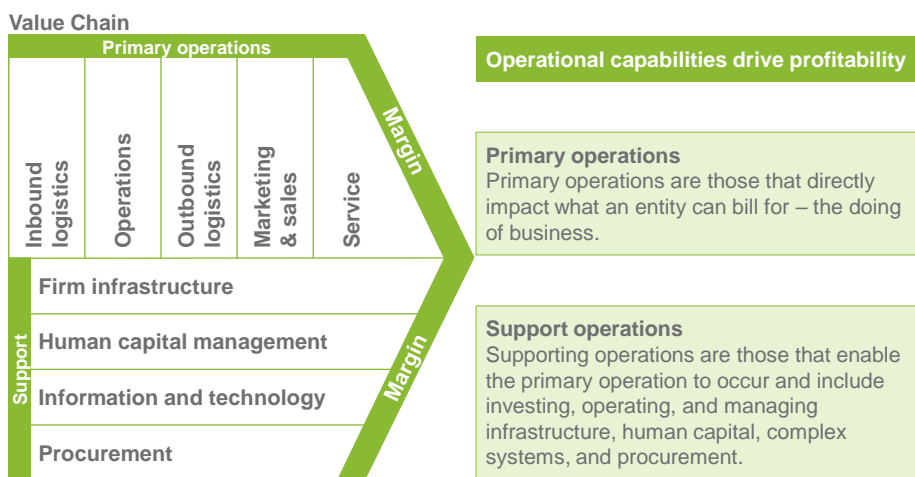 Value Chain
Primary operations
Inbound
logistics
Operations
Outbound
logistics
Marketing
& sales
Service
Margin
Support
Firm infrastructure
Human capital management
Information and technology
Procurement
Margin
Operational capabilities drive profitability
Primary operations
Primary operations are those that directly
impact what an entity can bill for – the doing
of business.
Support operations
Supporting operations are those that enable
the primary operation to occur and include
investing, operating, and managing
infrastructure, human capital, complex
systems, and procurement.